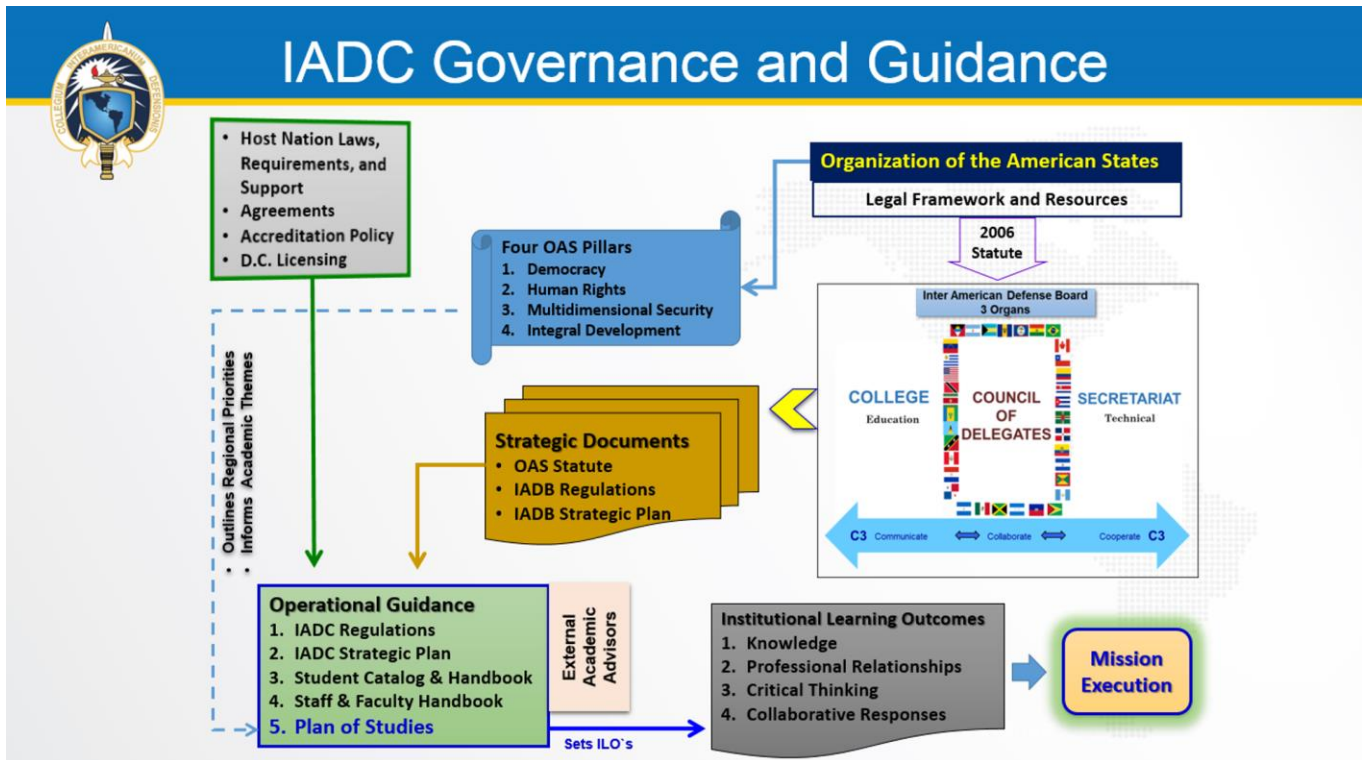 IADC Governance and Guidance
COLLEGIUM INTERAMERICANUM DEFENSIONIS
• Host Nation Laws,
Requirements, and
Support
• Agreements
• Accreditation Policy
• D.C. Licensing
Organization of the American States
Legal Framework and Resources
2006
Statute
Four OAS Pillars
1. Democracy
2. Human Rights
3. Multidimensional Security
4. Integral Development
Inter American Defense Board
3 Organs
COLLEGE
Education
COUNCIL
OF
DELEGATES
SECRETARIAT
Technical
C3 Communicate Collaborate Cooperate C3
• Outlines Regional Priorities
• Informs Academic Themes
Strategic Documents
• OAS Statute
• IADB Regulations
• IADB Strategic Plan
Operational Guidance
1. IADC Regulations
2. IADC Strategic Plan
3. Student Catalog & Handbook
4. Staff & Faculty Handbook
5. Plan of Studies
External
Academic
Advisors
Sets ILO`s
Institutional Learning Outcomes
1. Knowledge
2. Professional Relationships
3. Critical Thinking
4. Collaborative Responses
Mission
Execution